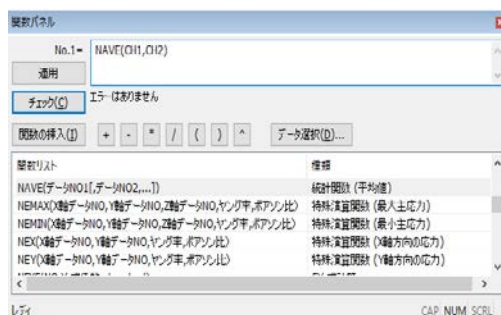 関数パネル
No.1= NAVE(CH1,CH2)
適用
チェック(C) エラーはありません
関数の挿入(I) + - * / ( ) ^ データ選択(D)...
関数リスト 種類
NAVE(データNO1[,データNO2,...]) 統計関数 (平均値)
NEMAX(X軸データNO,Y軸データNO,Z軸データNO,ヤング率,ポアソン比) 特殊演算関数 (最大主応力)
NEMIN(X軸データNO,Y軸データNO,Z軸データNO,ヤング率,ポアソン比) 特殊演算関数 (最小主応力)
NEX(X軸データNO,Y軸データNO,ヤング率,ポアソン比) 特殊演算関数 (X軸方向の応力)
NEY(X軸データNO,Y軸データNO,ヤング率,ポアソン比) 特殊演算関数 (Y軸方向の応力)
レディ CAP NUM SCRL